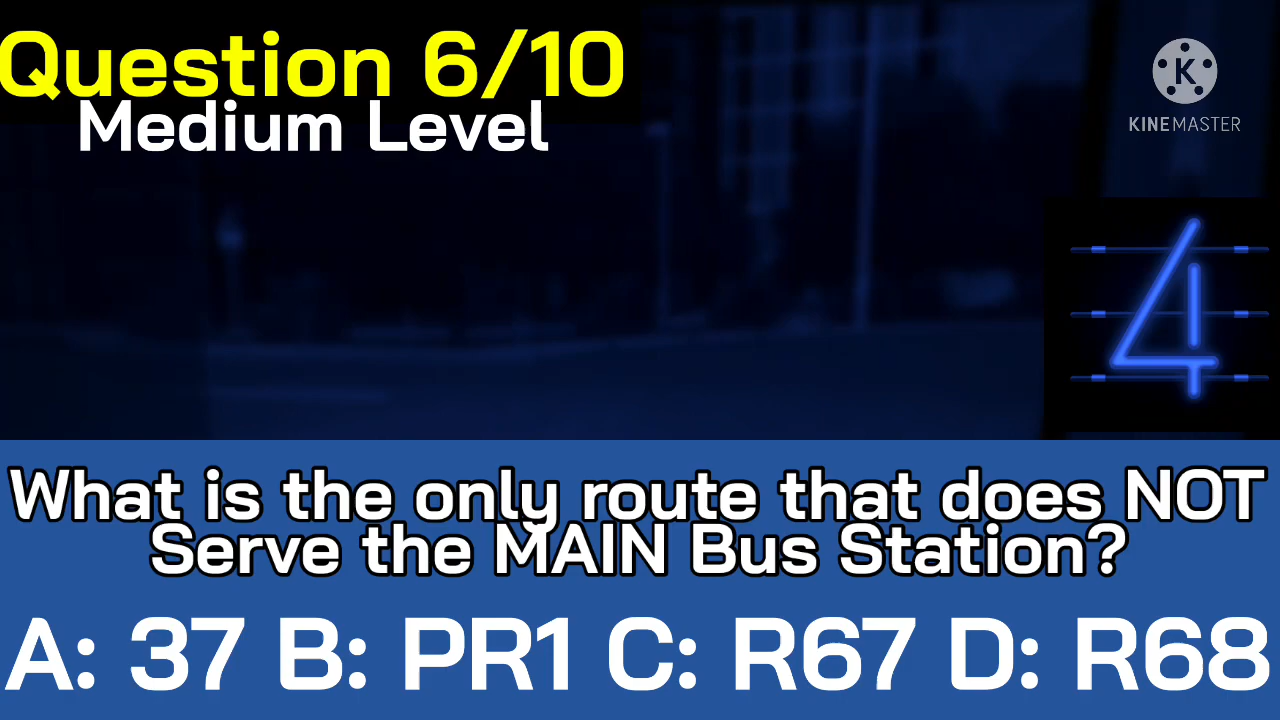 Question 6/10
Medium Level
KINEMASTER
4
What is the only route that does NOT
Serve the MAIN Bus Station?
A: 37 B: PR1 C: R67 D: R68